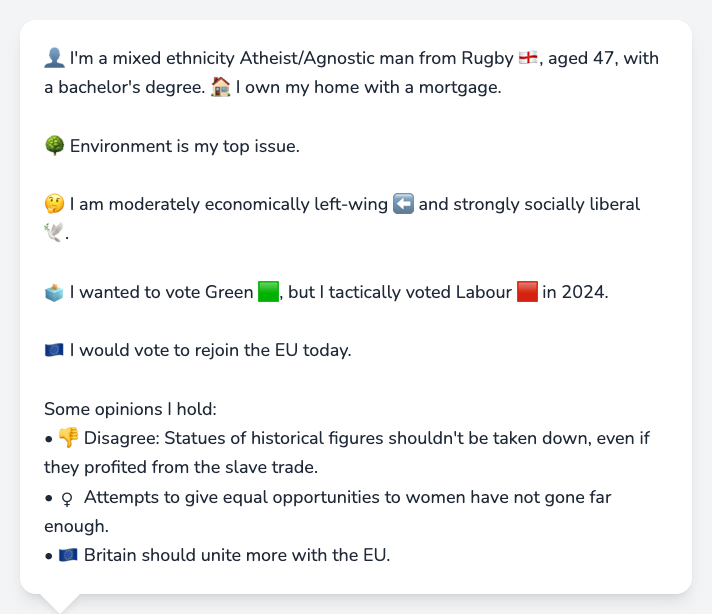 👤 I'm a mixed ethnicity Atheist/Agnostic man from Rugby 🏴󠁧󠁢󠁥󠁮󠁧󠁿, aged 47, with
a bachelor's degree. 🏠 I own my home with a mortgage.
🌳 Environment is my top issue.
🤔 I am moderately economically left-wing ⬅️ and strongly socially liberal
🕊️.
🗳️ I wanted to vote Green 🟩, but I tactically voted Labour 🟥 in 2024.
🇪🇺 I would vote to rejoin the EU today.
Some opinions I hold:
• 👎 Disagree: Statues of historical figures shouldn't be taken down, even if
they profited from the slave trade.
• ♀ Attempts to give equal opportunities to women have not gone far
enough.
• 🇪🇺 Britain should unite more with the EU.